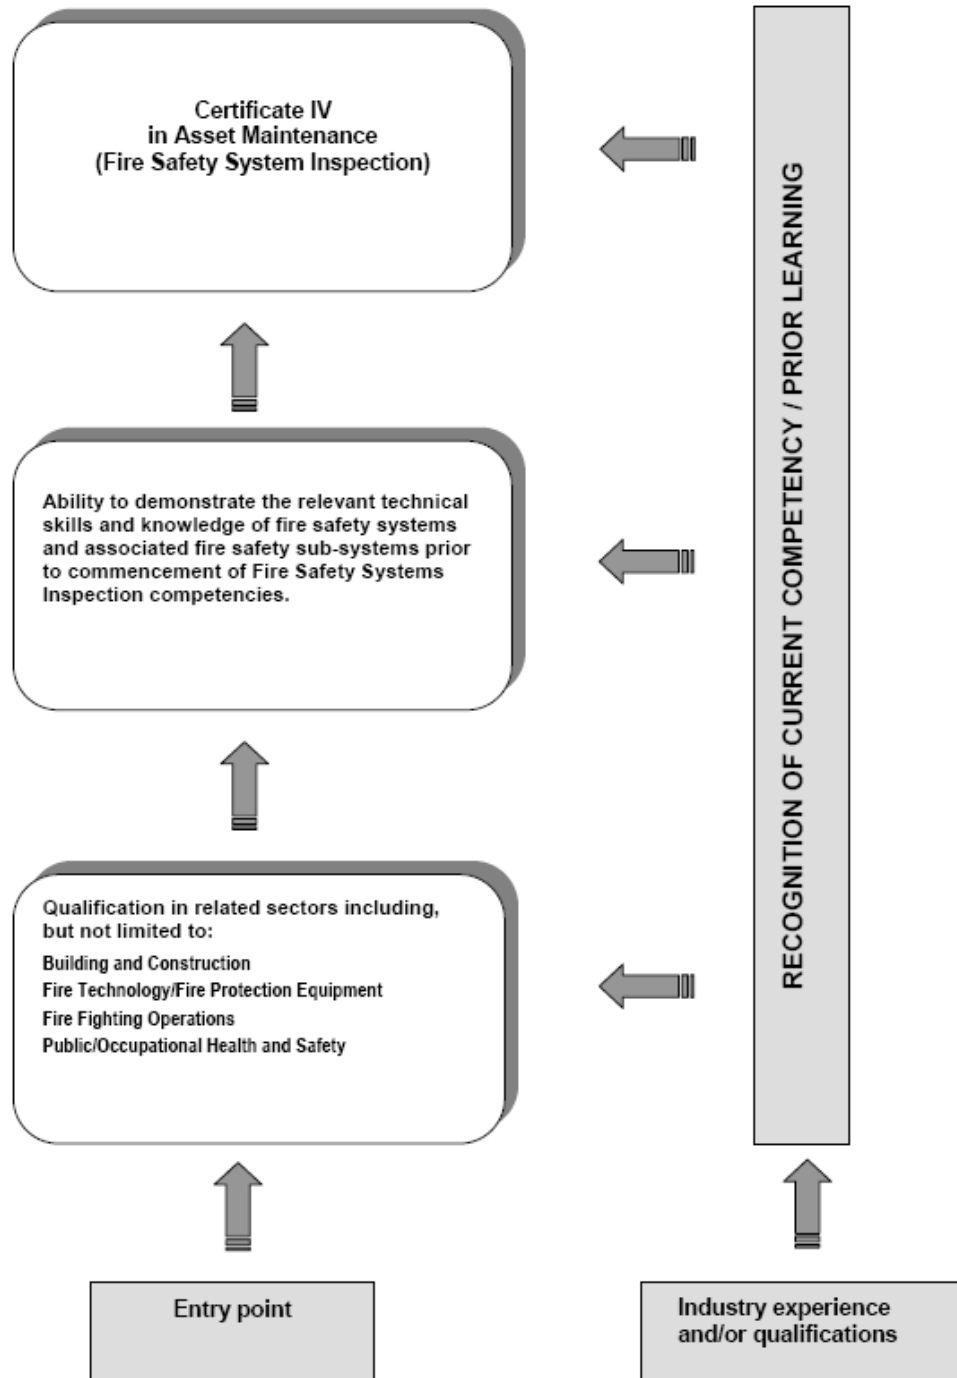 Certificate IV
in Asset Maintenance
(Fire Safety System Inspection)
Ability to demonstrate the relevant technical
skills and knowledge of fire safety systems
and associated fire safety sub-systems prior
to commencement of Fire Safety Systems
Inspection competencies.
Qualification in related sectors including,
but not limited to:
Building and Construction
Fire Technology/Fire Protection Equipment
Fire Fighting Operations
Public/Occupational Health and Safety
Entry point
RECOGNITION OF CURRENT COMPETENCY / PRIOR LEARNING
Industry experience
and/or qualifications